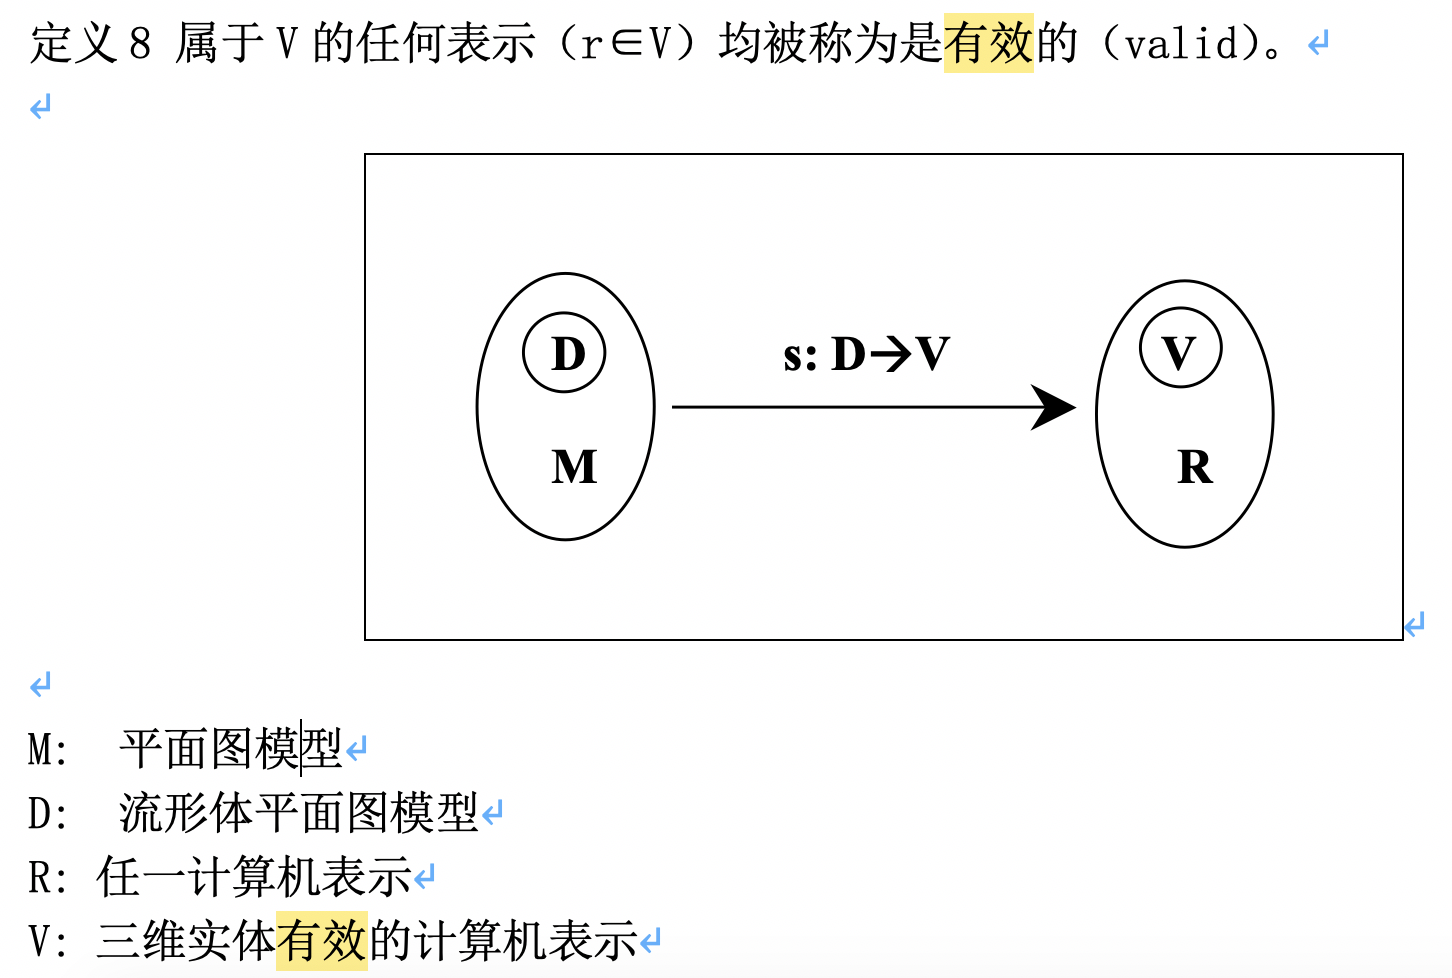 定义8 属于V的任何表示（r∈V）均被称为是有效的（valid）。
s: D→V
D
V
M
R
M: 平面图模型
D: 流形体平面图模型
R: 任一计算机表示
V: 三维实体有效的计算机表示